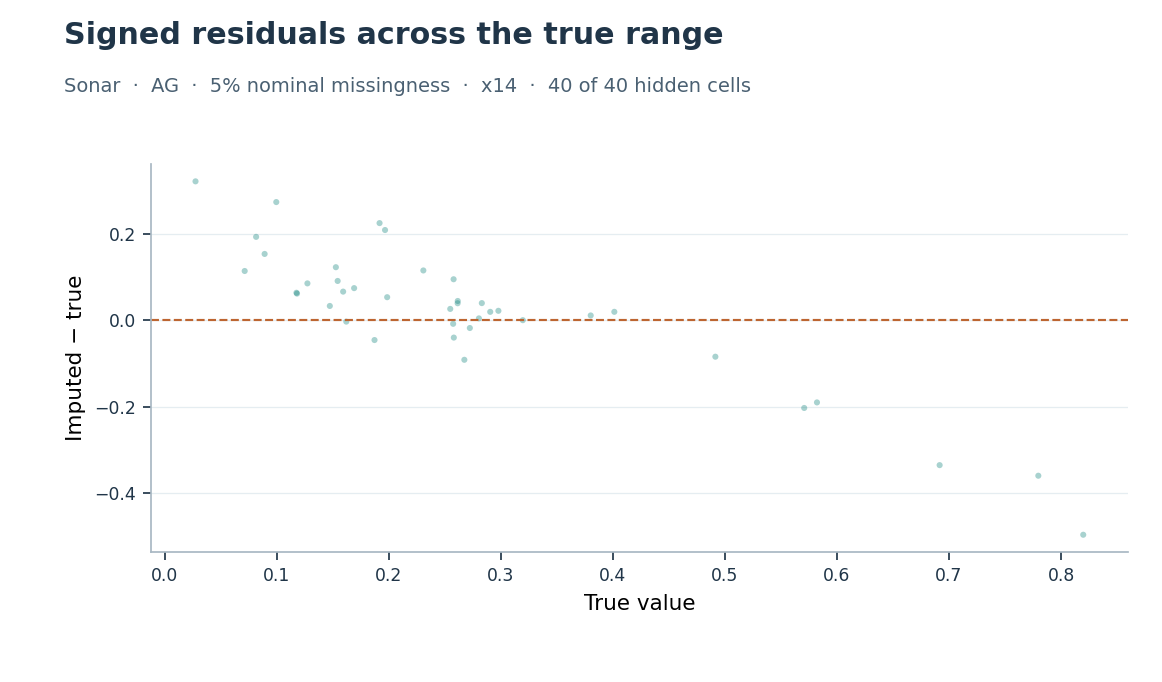 Signed residuals across the true range
Sonar · AG · 5% nominal missingness · x14 · 40 of 40 hidden cells
Imputed − true
0.2
0.0
−0.2
−0.4
0.0 0.1 0.2 0.3 0.4 0.5 0.6 0.7 0.8
True value